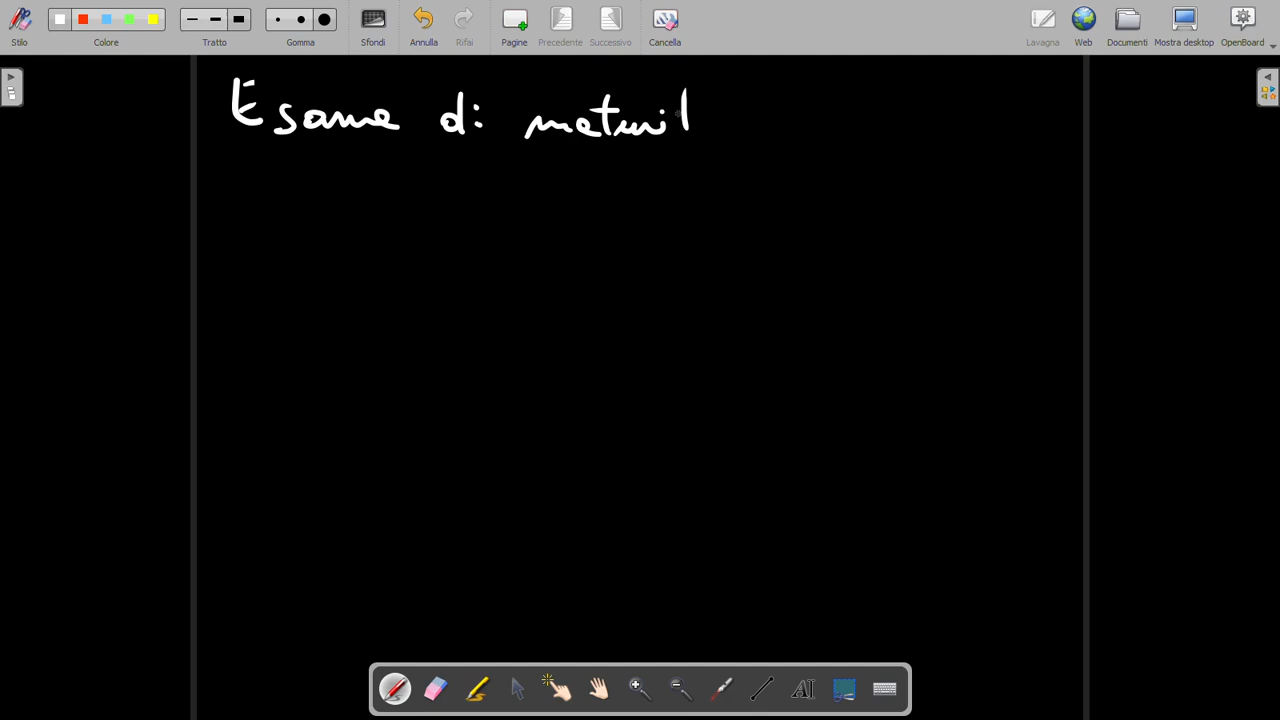 Stilo Colore Tratto Gomma Sfondi Annulla Rifai Pagine Precedente Successivo Cancella Lavagna Web Documenti Mostra desktop OpenBoard
Esame di